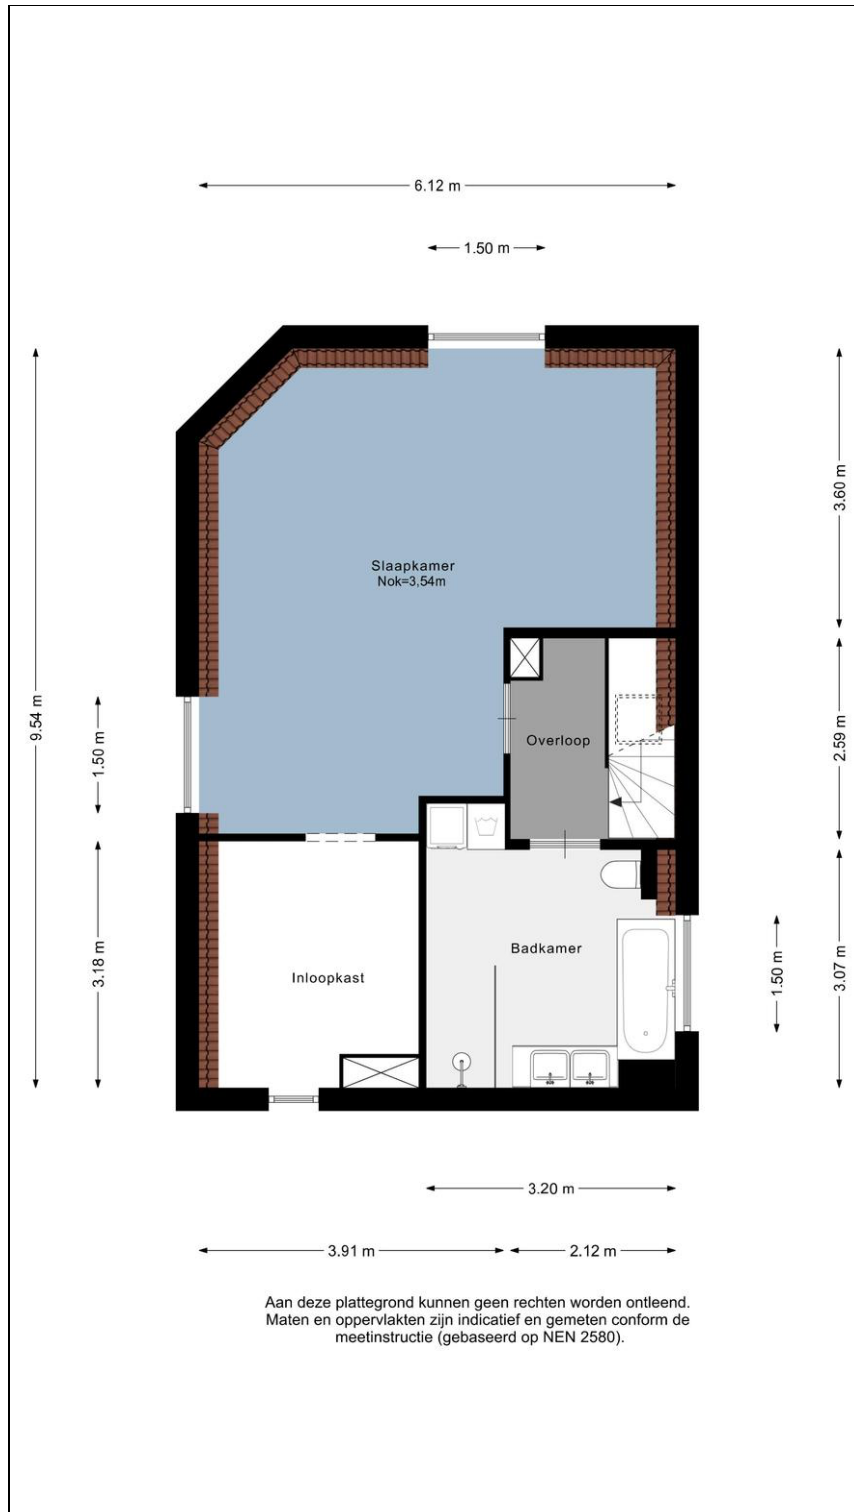 6.12 m
1.50 m
3.60 m
Slaapkamer
Nok=3,54m
9.54 m
1.50 m
Overloop
2.59 m
3.18 m
Inloopkast
Badkamer
1.50 m
3.07 m
3.20 m
3.91 m
2.12 m
Aan deze plattegrond kunnen geen rechten worden ontleend.
Maten en oppervlakten zijn indicatief en gemeten conform de
meetinstructie (gebaseerd op NEN 2580).